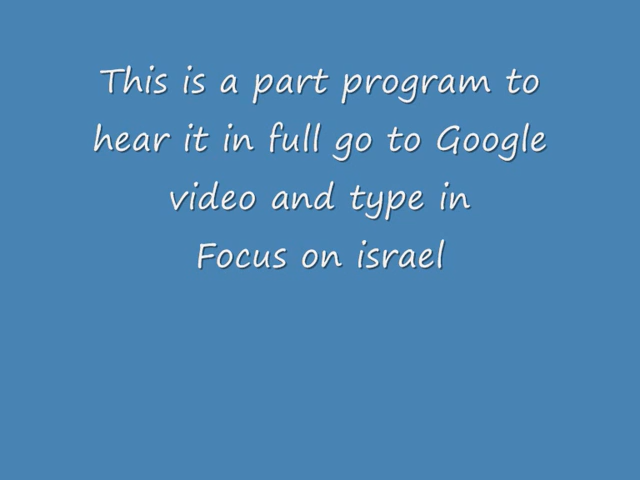 This is a part program to
hear it in full go to Google
video and type in
Focus on israel